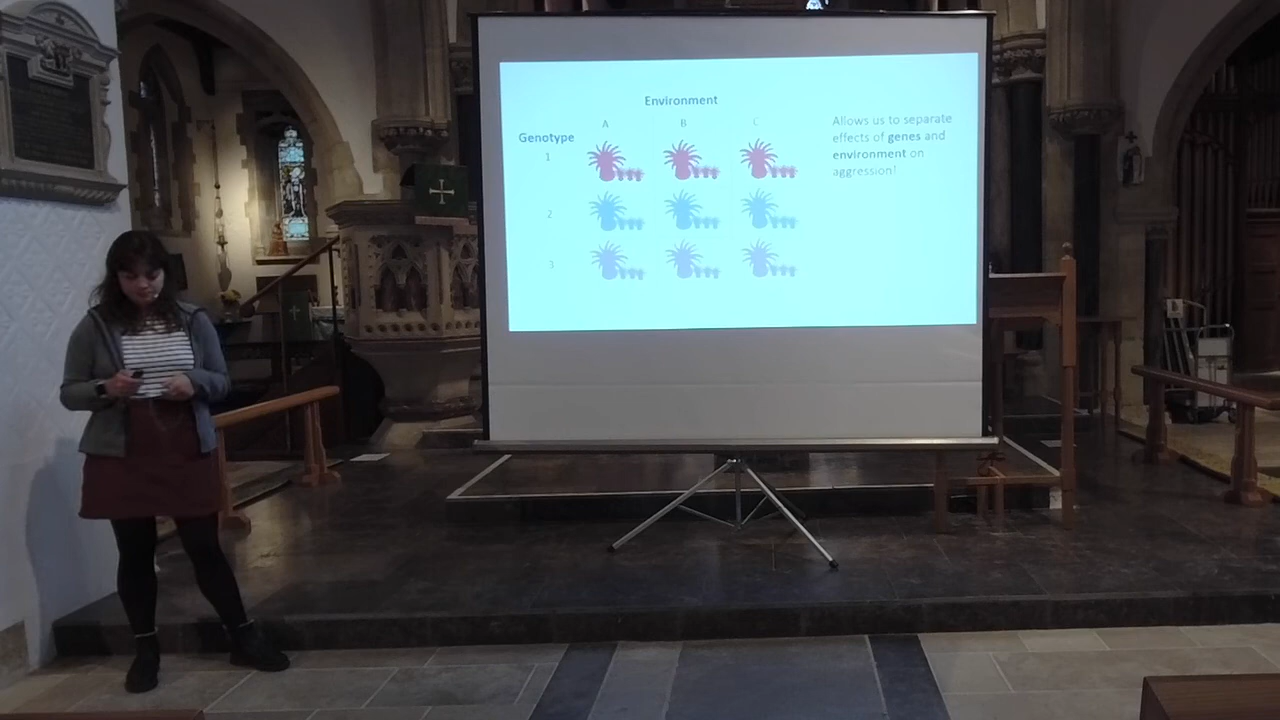 Environment
A B C
Genotype
1
2
3
Allows us to separate
effects of genes and
environment on
aggression!